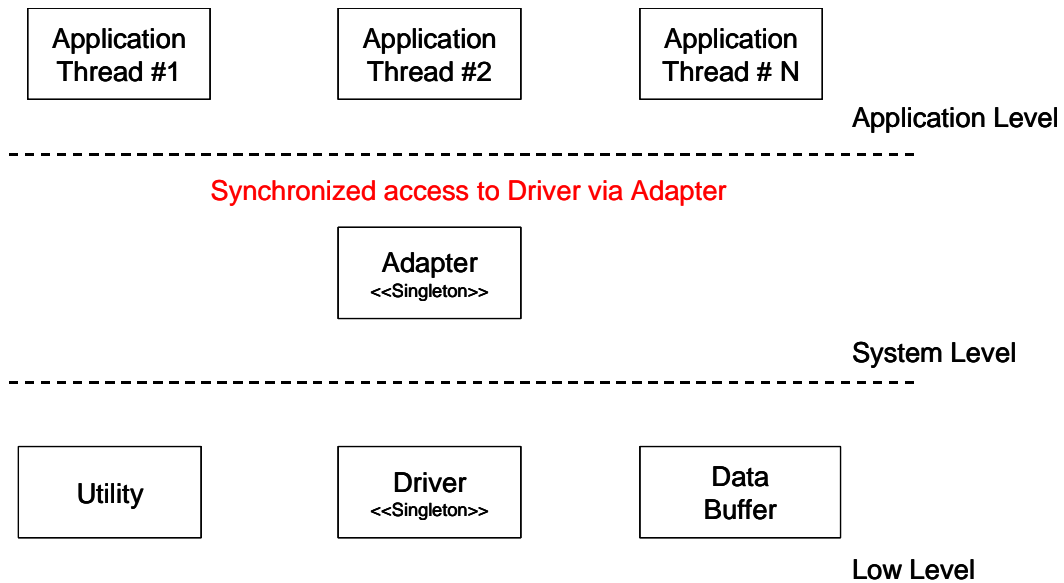 Application
Thread #1
Application
Thread #2
Application
Thread # N
Application Level
Synchronized access to Driver via Adapter
Adapter
<<Singleton>>
System Level
Utility
Driver
<<Singleton>>
Data
Buffer
Low Level